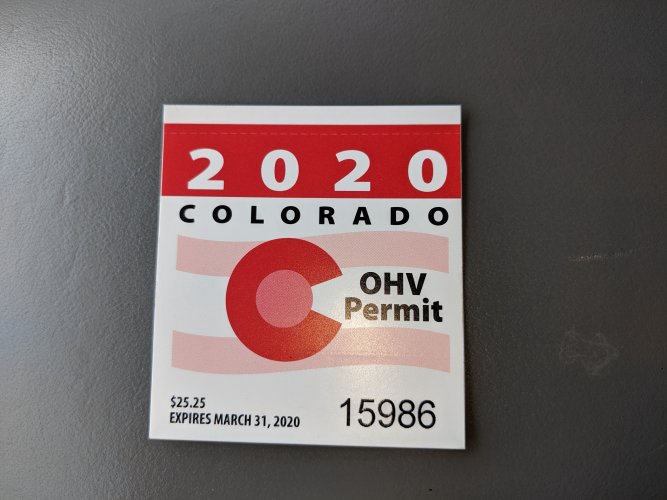 2020
COLORADO
OHV
Permit
$25.25
EXPIRES MARCH 31, 2020
15986